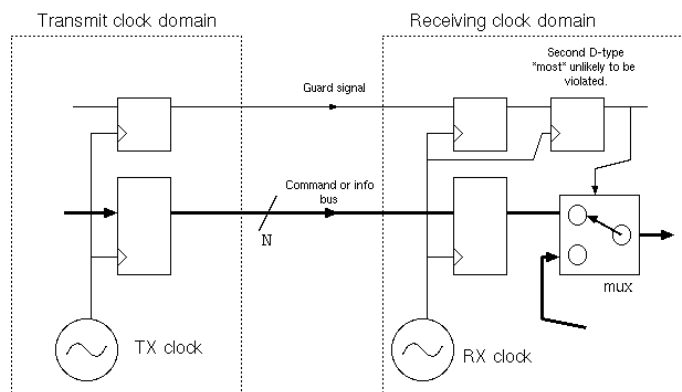 Transmit clock domain
Receiving clock domain
Second D-type
"most" unlikely to be
violated.
Guard signal
Command or info
bus
N
mux
TX clock
RX clock